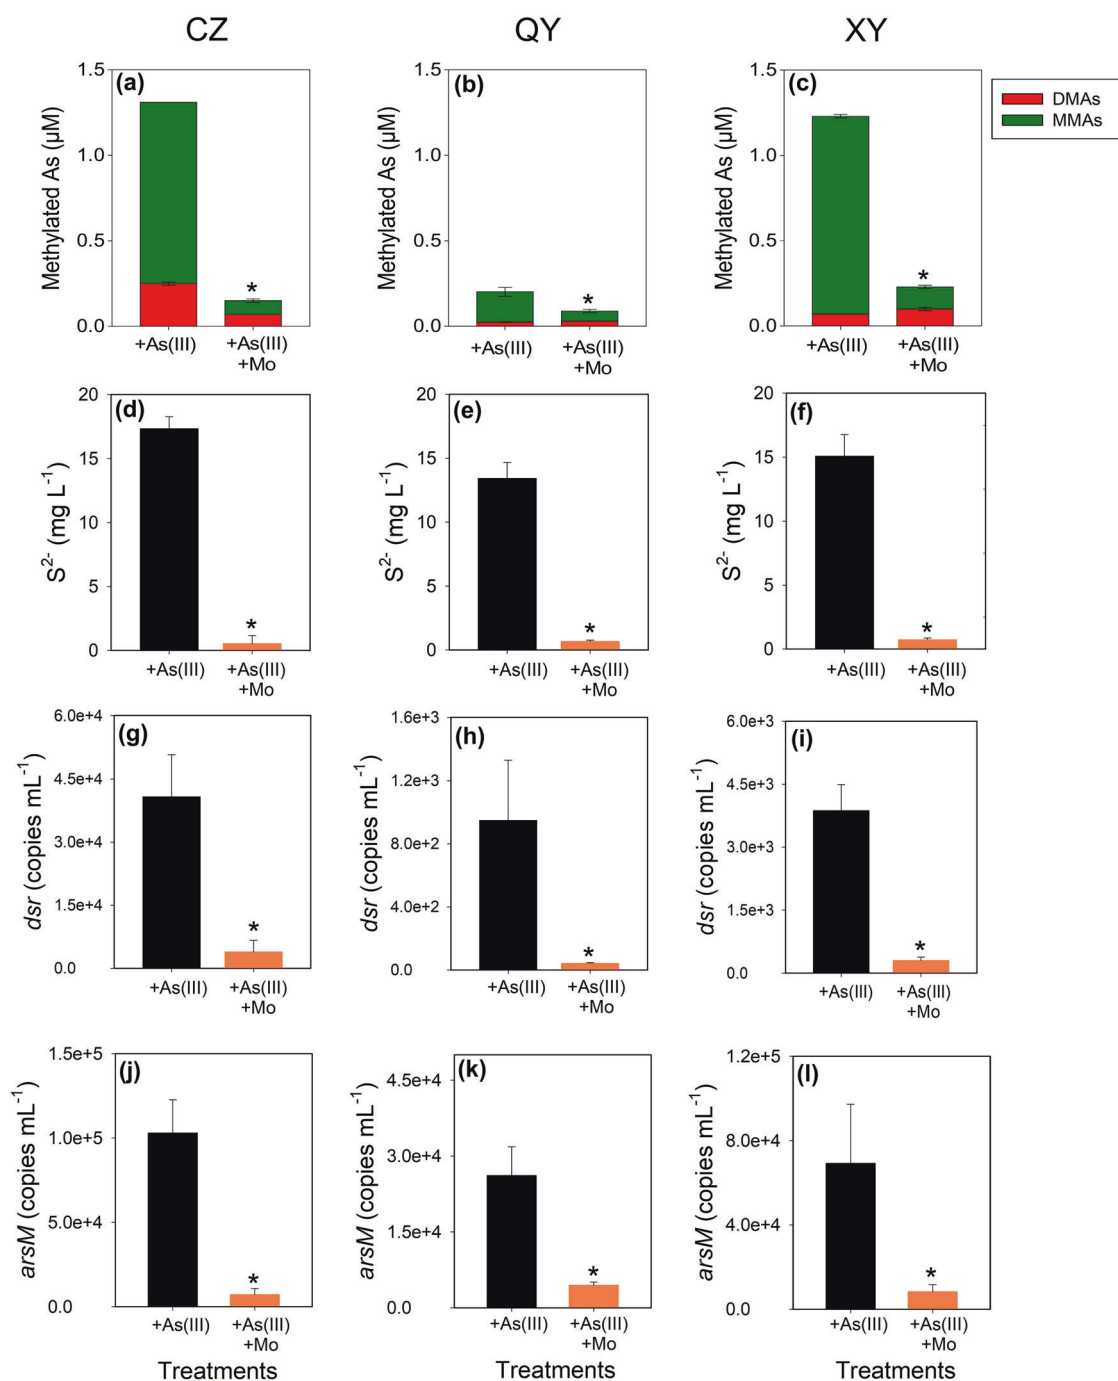 CZ QY XY
(a) (b) (c)
Methylated As (µM) Methylated As (µM) Methylated As (µM)
1.5 1.5 1.5
1.0 1.0 1.0
0.5 0.5 0.5
0.0 0.0 0.0
* * *
DMAs
MMAs
+As(III) +As(III) +As(III) +As(III) +As(III) +As(III)
+Mo +Mo +Mo
(d) (e) (f)
S²⁻ (mg L⁻¹) S²⁻ (mg L⁻¹) S²⁻ (mg L⁻¹)
20 20 20
15 15 15
10 10 10
5 5 5
0 0 0
* * *
+As(III) +As(III) +As(III) +As(III) +As(III) +As(III)
+Mo +Mo +Mo
(g) (h) (i)
dsr (copies mL⁻¹) dsr (copies mL⁻¹) dsr (copies mL⁻¹)
6.0e+4 1.6e+3 6.0e+3
4.5e+4 1.2e+3 4.5e+3
3.0e+4 8.0e+2 3.0e+3
1.5e+4 4.0e+2 1.5e+3
0.0 0.0 0.0
* * *
+As(III) +As(III) +As(III) +As(III) +As(III) +As(III)
+Mo +Mo +Mo
(j) (k) (l)
arsM (copies mL⁻¹) arsM (copies mL⁻¹) arsM (copies mL⁻¹)
1.5e+5 4.5e+4 1.2e+5
1.0e+5 3.0e+4 8.0e+4
5.0e+4 1.5e+4 4.0e+4
0.0 0.0 0.0
* * *
+As(III) +As(III) +As(III) +As(III) +As(III) +As(III)
+Mo +Mo +Mo
Treatments Treatments Treatments